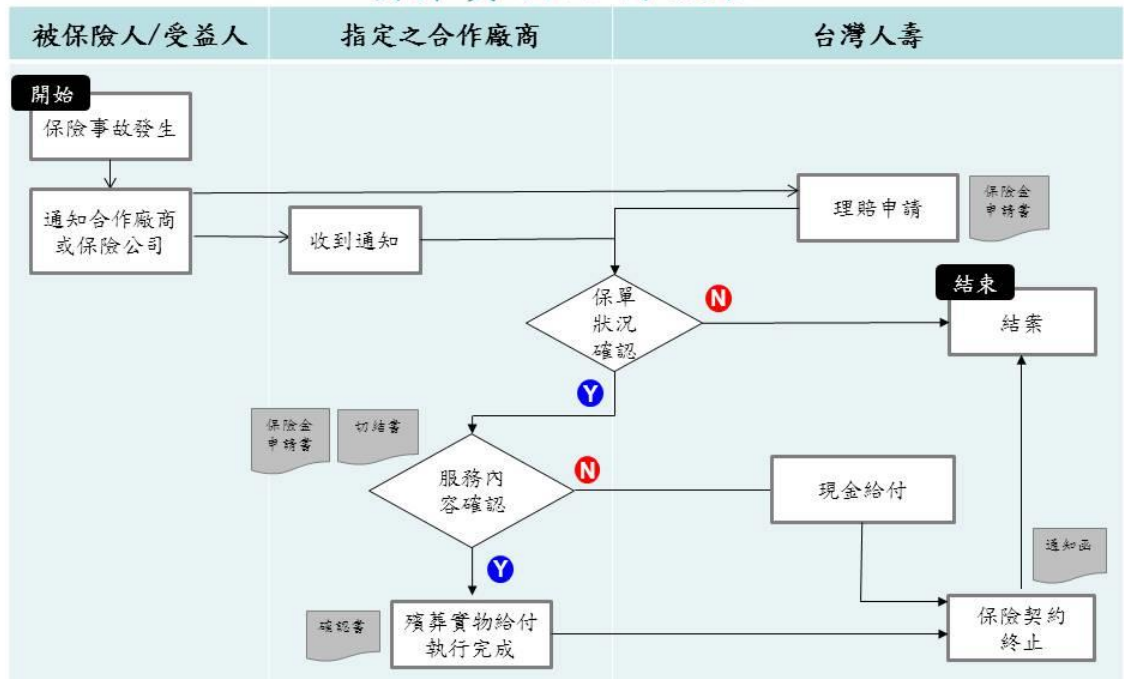 被保險人/受益人
指定之合作廠商
台灣人壽
開始
保險事故發生
通知合作廠商
或保險公司
收到通知
理賠申請
保險金
申請書
保單
狀況
確認
N
結束
結案
Y
保險金
申請書
切結書
服務內
容確認
N
現金給付
通知函
Y
確認書
殯葬實物給付
執行完成
保險契約
終止